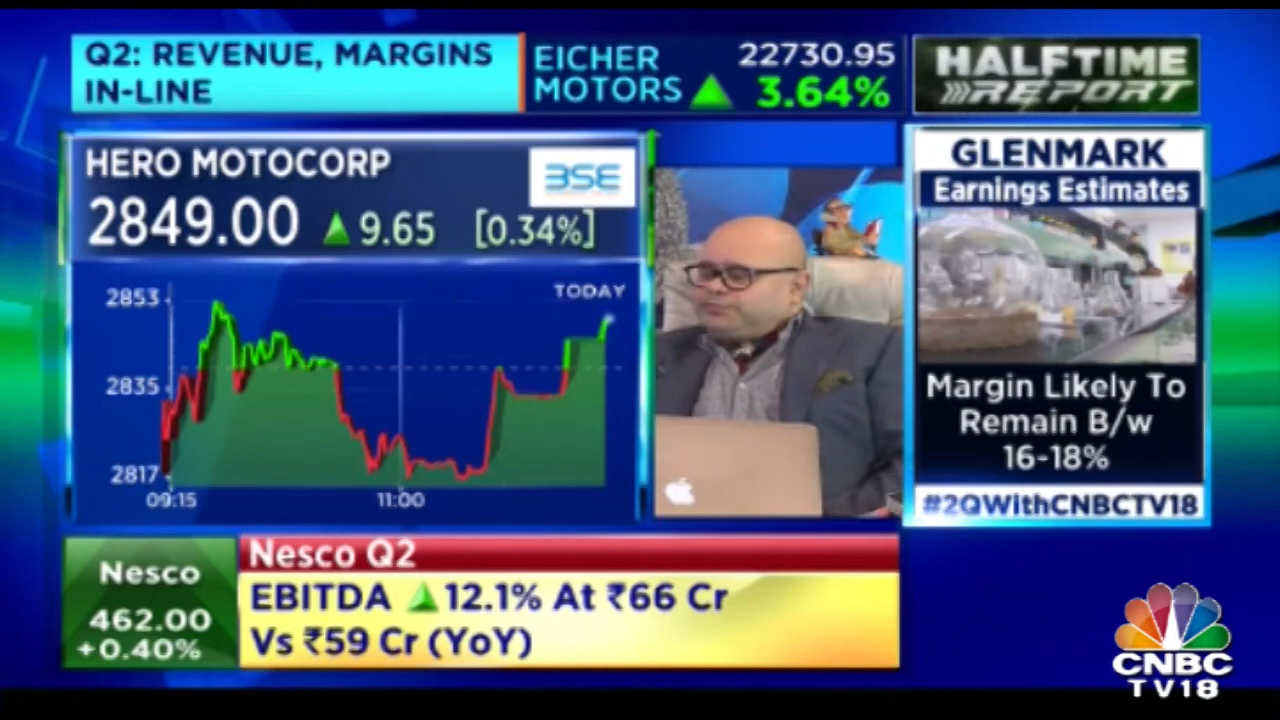 Q2: REVENUE, MARGINS
IN-LINE
EICHER
MOTORS
22730.95
3.64%
HALFTIME
REPORT
HERO MOTOCORP
2849.00
9.65
[0.34%]
BSE
TODAY
2853
2835
2817
09:15
11:00
GLENMARK
Earnings Estimates
Margin Likely To
Remain B/w
16-18%
#2QWithCNBCTV18
Nesco
462.00
+0.40%
Nesco Q2
EBITDA ▲12.1% At ₹66 Cr
Vs ₹59 Cr (YoY)
CNBC
TV18